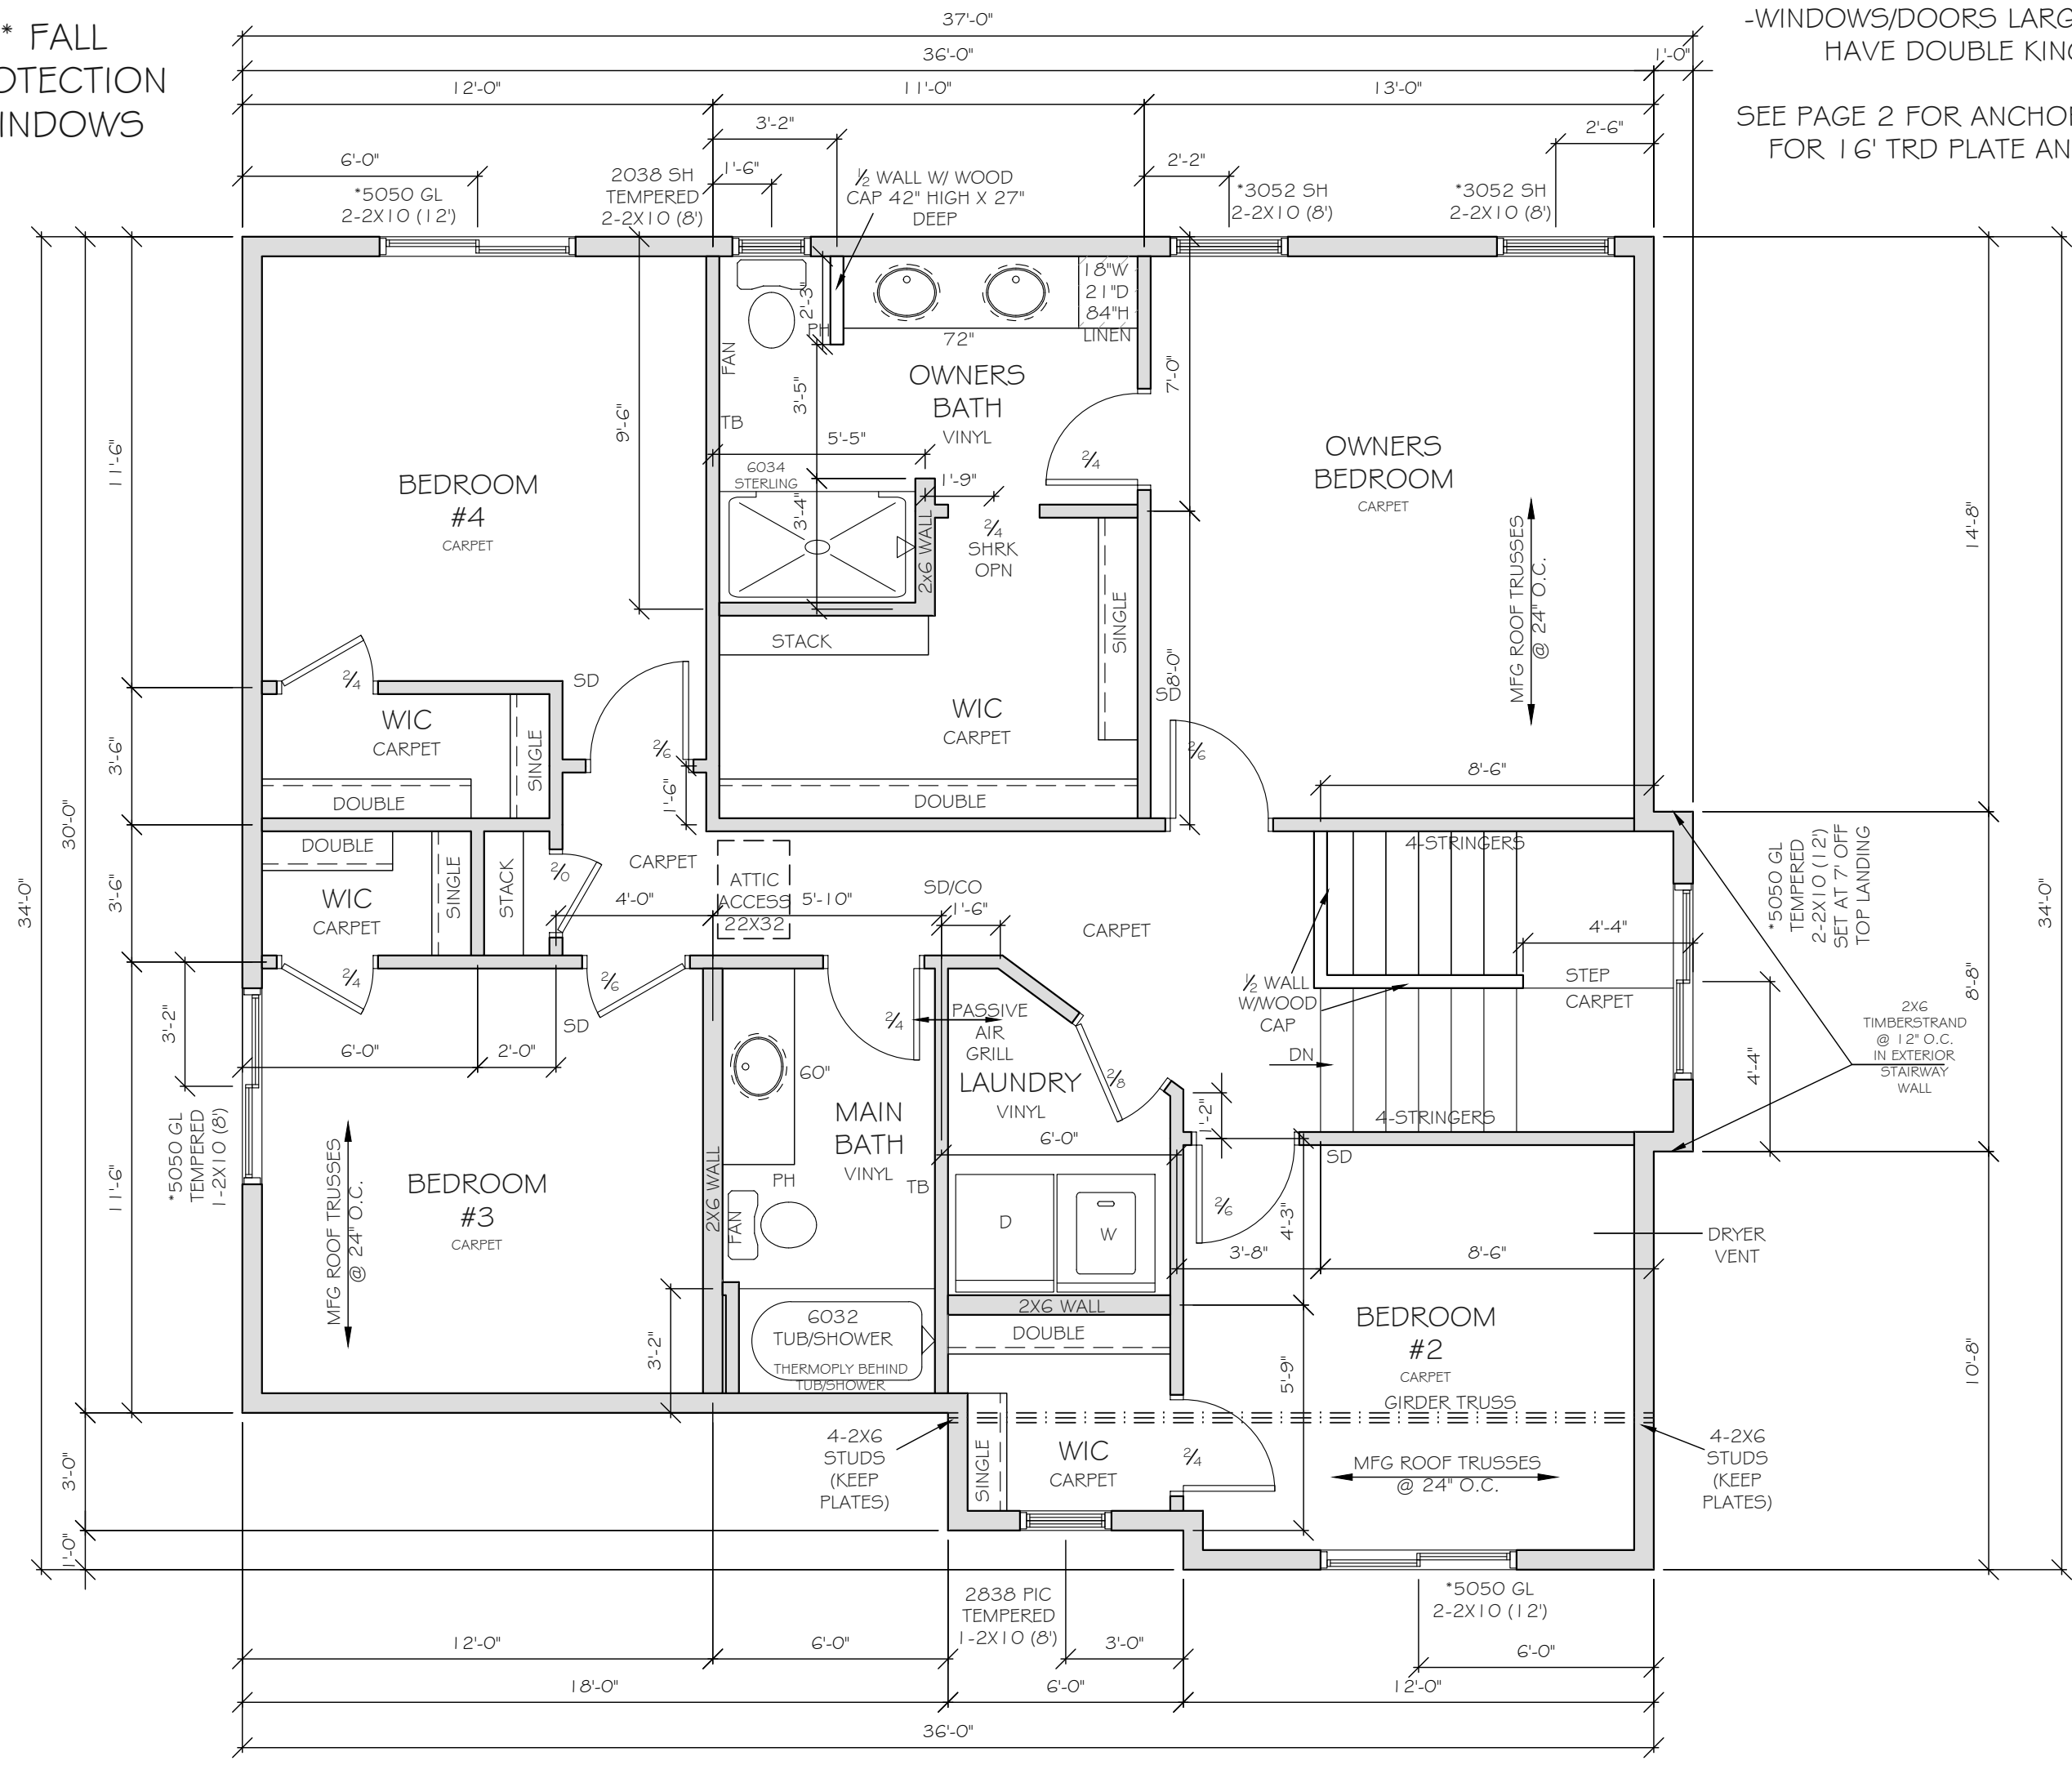 * FALL
OTECTION
INDOWS
37'-0"
-WINDOWS/DOORS LARG
HAVE DOUBLE KIN
36'-0"
1'-0"
12'-0"
11'-0"
13'-0"
SEE PAGE 2 FOR ANCHO
FOR 16' TRD PLATE AN
3'-2"
2'-6"
6'-0"
*5050 GL
2-2X10 (12')
2038 SH
TEMPERED
2-2X10 (8')
1'-6"
½ WALL W/ WOOD
CAP 42" HIGH X 27"
DEEP
2'-2"
*3052 SH
2-2X10 (8')
*3052 SH
2-2X10 (8')
2'-3"
PH
72"
18"W
21"D
84"H
LINEN
FAN
TB
3'-5"
9'-6"
OWNERS
BATH
VINYL
7'-0"
2/4
5'-5"
6034
STERLING
3'-4"
2x6 WALL
1'-9"
2/4
SHRK
OPN
SINGLE
STACK
OWNERS
BEDROOM
CARPET
MFG ROOF TRUSSES
@ 24" O.C.
BEDROOM
#4
CARPET
11'-6"
14'-8"
2/4
SD
WIC
CARPET
SINGLE
DOUBLE
3'-6"
2/6
1'-6"
WIC
CARPET
DOUBLE
8'-0"
SD
2/6
8'-6"
30'-0"
34'-0"
3'-6"
DOUBLE
WIC
CARPET
SINGLE
STACK
2/0
CARPET
4'-0"
ATTIC
ACCESS
22X32
5'-10"
SD/CO
1'-6"
CARPET
4-STRINGERS
4'-4"
STEP
CARPET
½ WALL
W/WOOD
CAP
DN
4-STRINGERS
*5050 GL
TEMPERED
2-2X10 (12')
SET AT 7' OFF
TOP LANDING
34'-0"
8'-8"
4'-4"
2X6
TIMBERSTRAND
@ 12" O.C.
IN EXTERIOR
STAIRWAY
WALL
2/4
2/6
SD
3'-2"
6'-0"
2'-0"
*5050 GL
TEMPERED
1-2X10 (8')
11'-6"
MFG ROOF TRUSSES
@ 24" O.C.
BEDROOM
#3
CARPET
2X6 WALL
60"
2/4
PASSIVE
AIR
GRILL
LAUNDRY
VINYL
2/8
MAIN
BATH
VINYL
PH
TB
FAN
6'-0"
1'-2"
D
W
SD
2/6
4'-3"
3'-8"
8'-6"
DRYER
VENT
2X6 WALL
DOUBLE
3'-2"
6032
TUB/SHOWER
THERMOPLY BEHIND
TUB/SHOWER
BEDROOM
#2
CARPET
GIRDER TRUSS
5'-9"
10'-8"
4-2X6
STUDS
(KEEP
PLATES)
SINGLE
WIC
CARPET
2/4
MFG ROOF TRUSSES
@ 24" O.C.
4-2X6
STUDS
(KEEP
PLATES)
3'-0"
1'-0"
2838 PIC
TEMPERED
1-2X10 (8')
*5050 GL
2-2X10 (12')
12'-0"
6'-0"
3'-0"
6'-0"
18'-0"
6'-0"
12'-0"
36'-0"